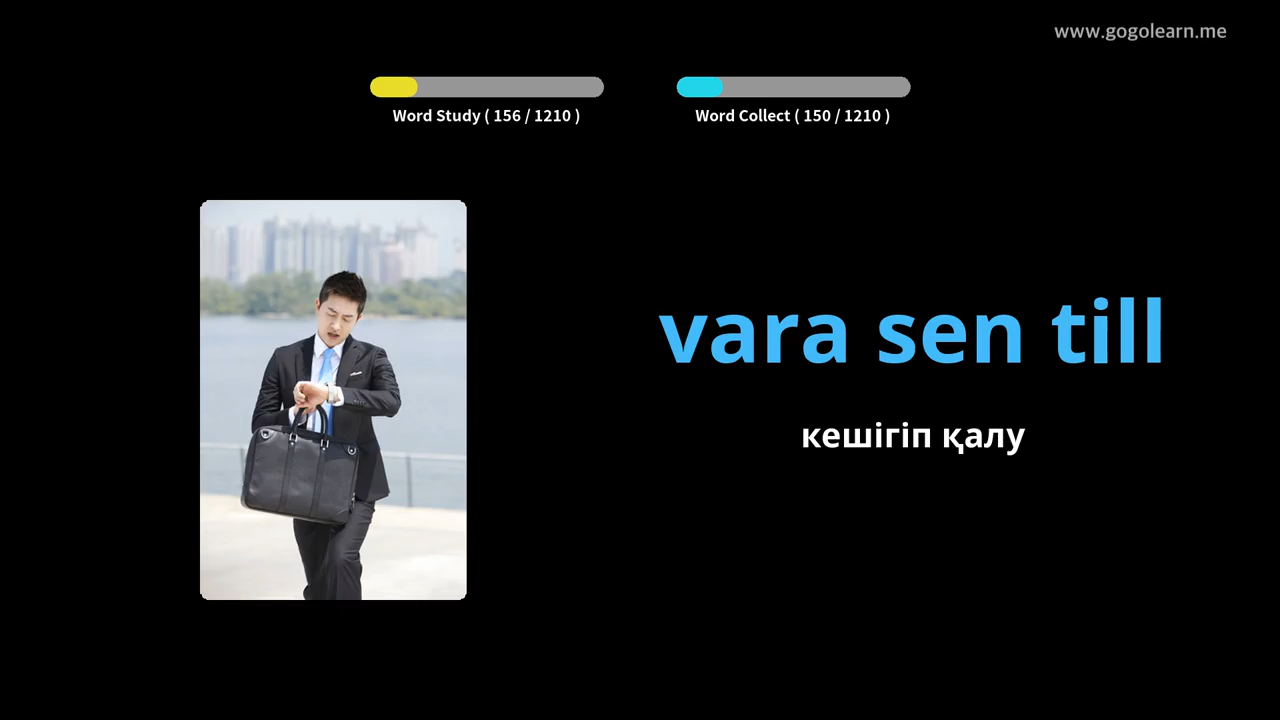 www.gogolearn.me
Word Study ( 156 / 1210 )
Word Collect ( 150 / 1210 )
vara sen till
кешігіп қалу